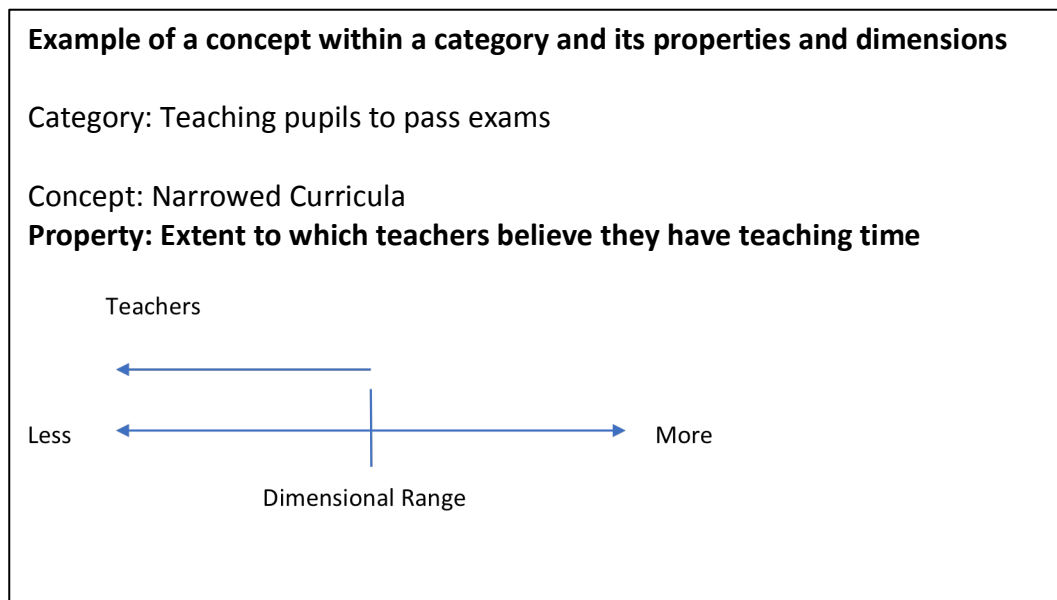 Example of a concept within a category and its properties and dimensions
Category: Teaching pupils to pass exams
Concept: Narrowed Curricula
Property: Extent to which teachers believe they have teaching time
Teachers
Less
More
Dimensional Range